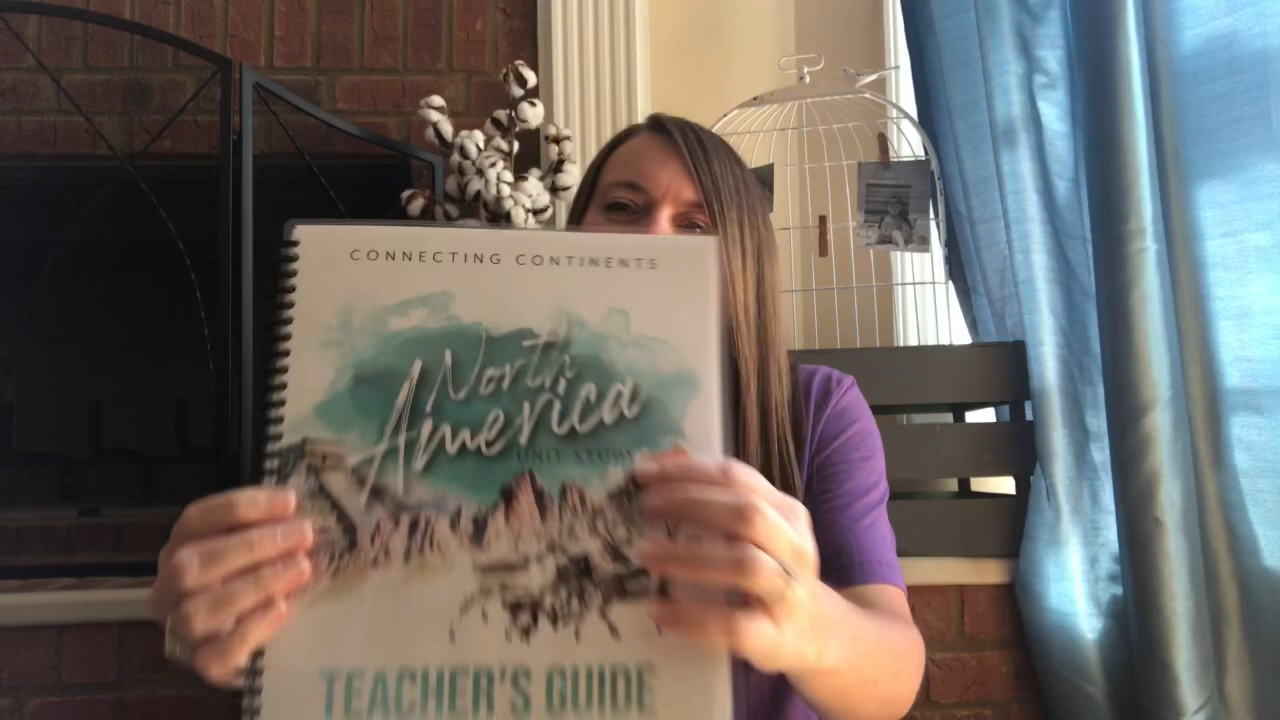 CONNECTING CONTINENTS
North
America
UNIT STUDY
TEACHER'S GUIDE